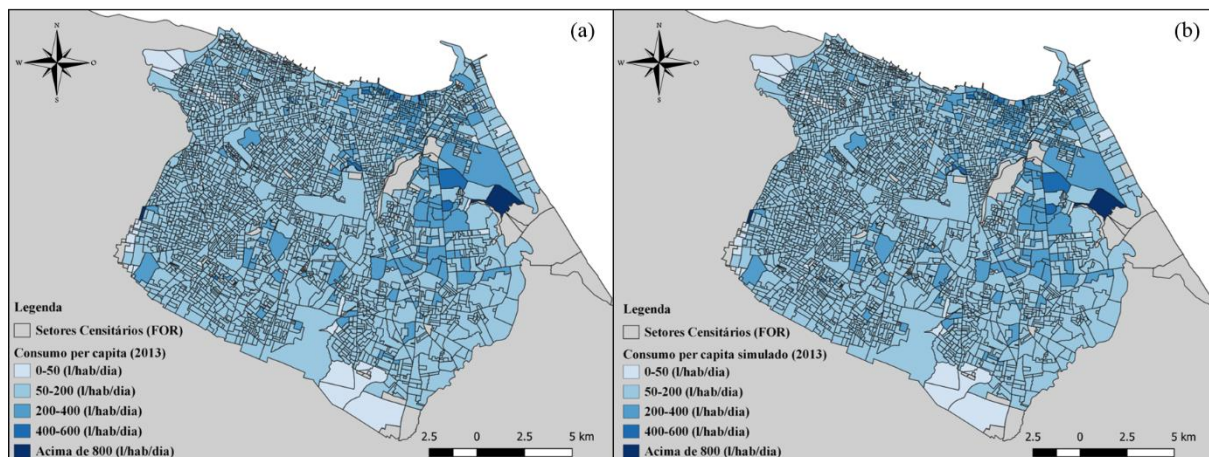 (a)
N
W O
S
Legenda
Setores Censitários (FOR)
Consumo per capita (2013)
0-50 (l/hab/dia)
50-200 (l/hab/dia)
200-400 (l/hab/dia)
400-600 (l/hab/dia)
Acima de 800 (l/hab/dia)
2.5 0 2.5 5 km
(b)
N
W O
S
Legenda
Setores Censitários (FOR)
Consumo per capita simulado (2013)
0-50 (l/hab/dia)
50-200 (l/hab/dia)
200-400 (l/hab/dia)
400-600 (l/hab/dia)
Acima de 800 (l/hab/dia)
2.5 0 2.5 5 km